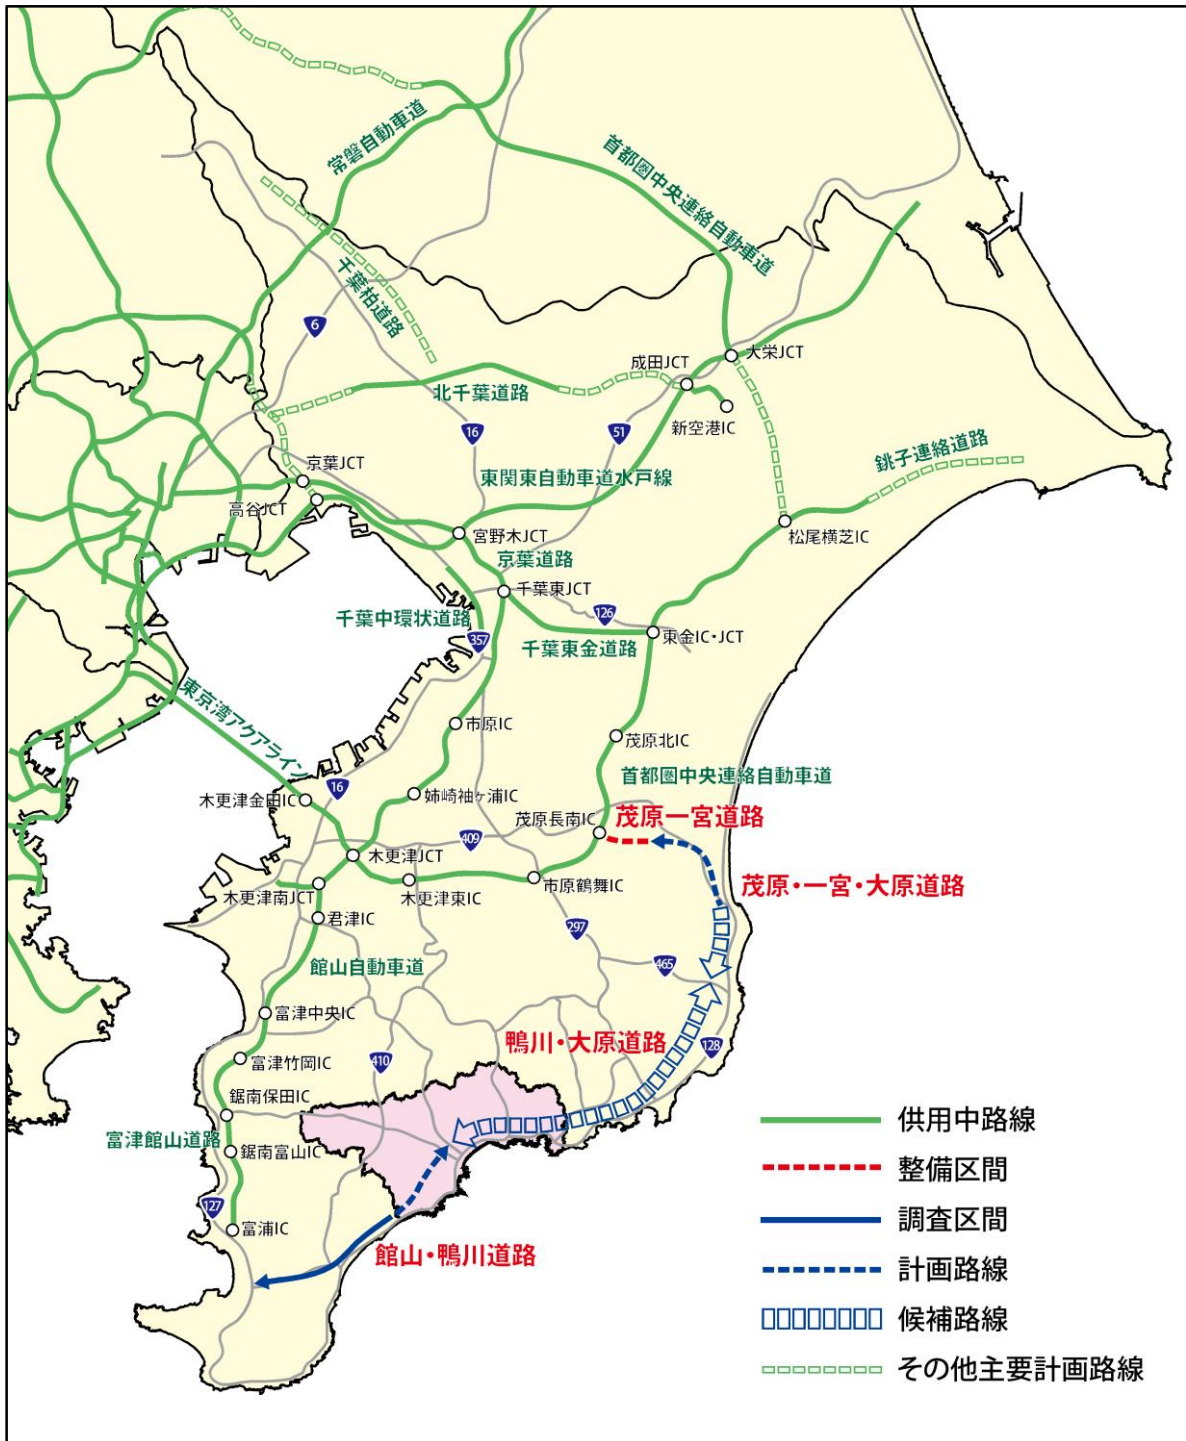 常磐自動車道
首都圏中央連絡自動車道
千葉柏道路
6
大栄JCT
成田JCT
北千葉道路
新空港IC
16
51
銚子連絡道路
京葉JCT
東関東自動車道水戸線
高谷JCT
宮野木JCT
松尾横芝IC
京葉道路
千葉東JCT
千葉中環状道路
126
357
東金IC・JCT
千葉東金道路
東京湾アクアライン
市原IC
茂原北IC
首都圏中央連絡自動車道
16
姉崎袖ヶ浦IC
木更津金田IC
茂原長南IC
茂原一宮道路
409
木更津JCT
市原鶴舞IC
茂原・一宮・大原道路
木更津南JCT
木更津東IC
君津IC
297
館山自動車道
465
富津中央IC
鴨川・大原道路
128
富津竹岡IC
410
鋸南保田IC
富津館山道路
鋸南富山IC
127
富浦IC
館山・鴨川道路
供用中路線
整備区間
調査区間
計画路線
候補路線
その他主要計画路線